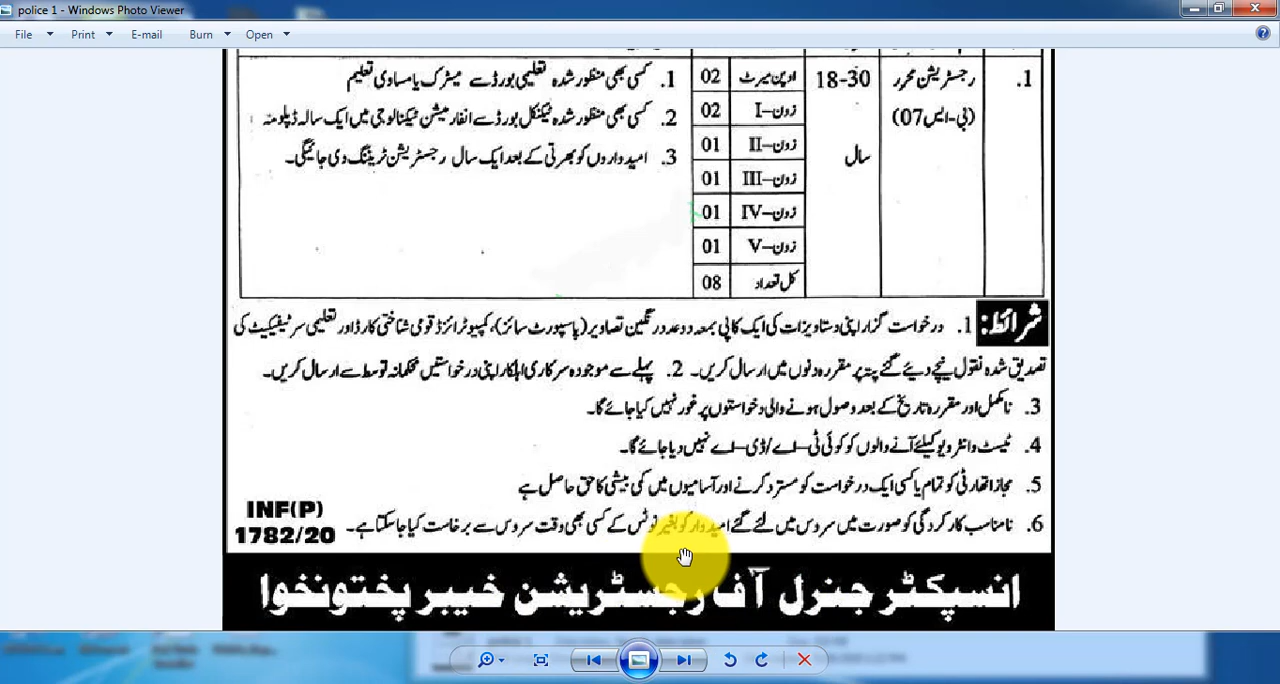 police 1 - Windows Photo Viewer
File Print E-mail Burn Open
1. رجسٹریشن محرر 18-30 اوپن میرٹ 02 1. کسی بھی منظور شدہ تعلیمی بورڈ سے میٹرک یا مساوی تعلیم
(بی-ایس 07) سال زون-I 02 2. کسی بھی منظور شدہ ٹیکنکل بورڈ سے انفارمیشن ٹیکنالوجی میں ایک سالہ ڈپلومہ
زون-II 01 3. امیدواروں کو بھرتی کے بعد ایک سال رجسٹریشن ٹریننگ دی جائیگی۔
زون-III 01
زون-IV 01
زون-V 01
کل تعداد 08
شرائط: 1. درخواست گزار اپنی دستاویزات کی ایک کاپی بمعہ دو عدد رنگین تصاویر (پاسپورٹ سائز)، کمپیوٹرائزڈ قومی شناختی کارڈ اور تعلیمی سرٹیفیکیٹ کی
تصدیق شدہ نقول نیچے دیئے گئے پتہ پر مقررہ دنوں میں ارسال کریں۔ 2. پہلے سے موجودہ سرکاری اہلکار اپنی درخواستیں محکمانہ توسط سے ارسال کریں۔
3. نامکمل اور مقررہ تاریخ کے بعد وصول ہونے والی درخواستوں پر غور نہیں کیا جائے گا۔
4. ٹیسٹ و انٹرویو کیلئے آنے والوں کو کوئی ٹی-اے/ڈی-اے نہیں دیا جائے گا۔
5. مجاز اتھارٹی کو تمام یا کسی ایک درخواست کو مسترد کرنے اور آسامیوں میں کمی بیشی کا حق حاصل ہے
6. نامناسب کارکردگی کو صورت میں سروس میں لئے گئے امیدوار کو بغیر نوٹس کے کسی بھی وقت سروس سے برخاست کیا جا سکتا ہے۔
INF(P)
1782/20
انسپکٹر جنرل آف رجسٹریشن خیبر پختونخوا